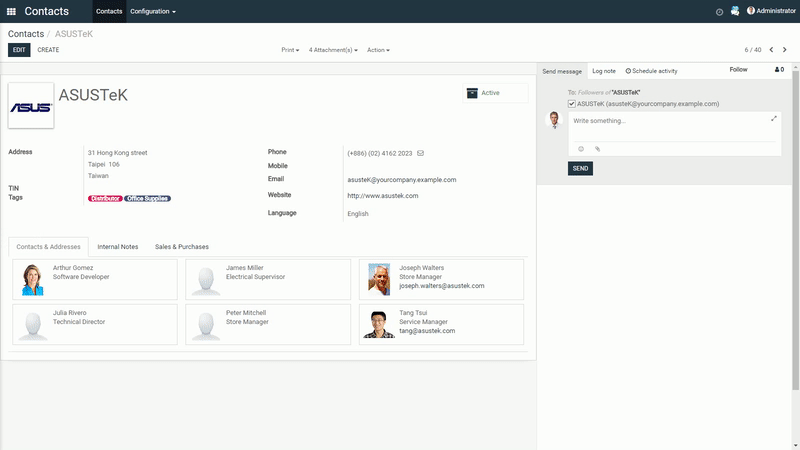 Contacts Contacts Configuration Administrator
Contacts / ASUSTeK
EDIT CREATE Print 4 Attachment(s) Action 6 / 40
Send message Log note Schedule activity Follow 0
ASUS
ASUSTeK
Active
To: Followers of "ASUSTeK"
ASUSTeK (asusteK@yourcompany.example.com)
Write something...
SEND
Address 31 Hong Kong street
Taipei 106
Taiwan
TIN
Tags Distributor Office Supplies
Phone (+886) (02) 4162 2023
Mobile
Email asusteK@yourcompany.example.com
Website http://www.asustek.com
Language English
Contacts & Addresses Internal Notes Sales & Purchases
Arthur Gomez
Software Developer
James Miller
Electrical Supervisor
Joseph Walters
Store Manager
joseph.walters@asustek.com
Julia Rivero
Technical Director
Peter Mitchell
Store Manager
Tang Tsui
Service Manager
tang@asustek.com